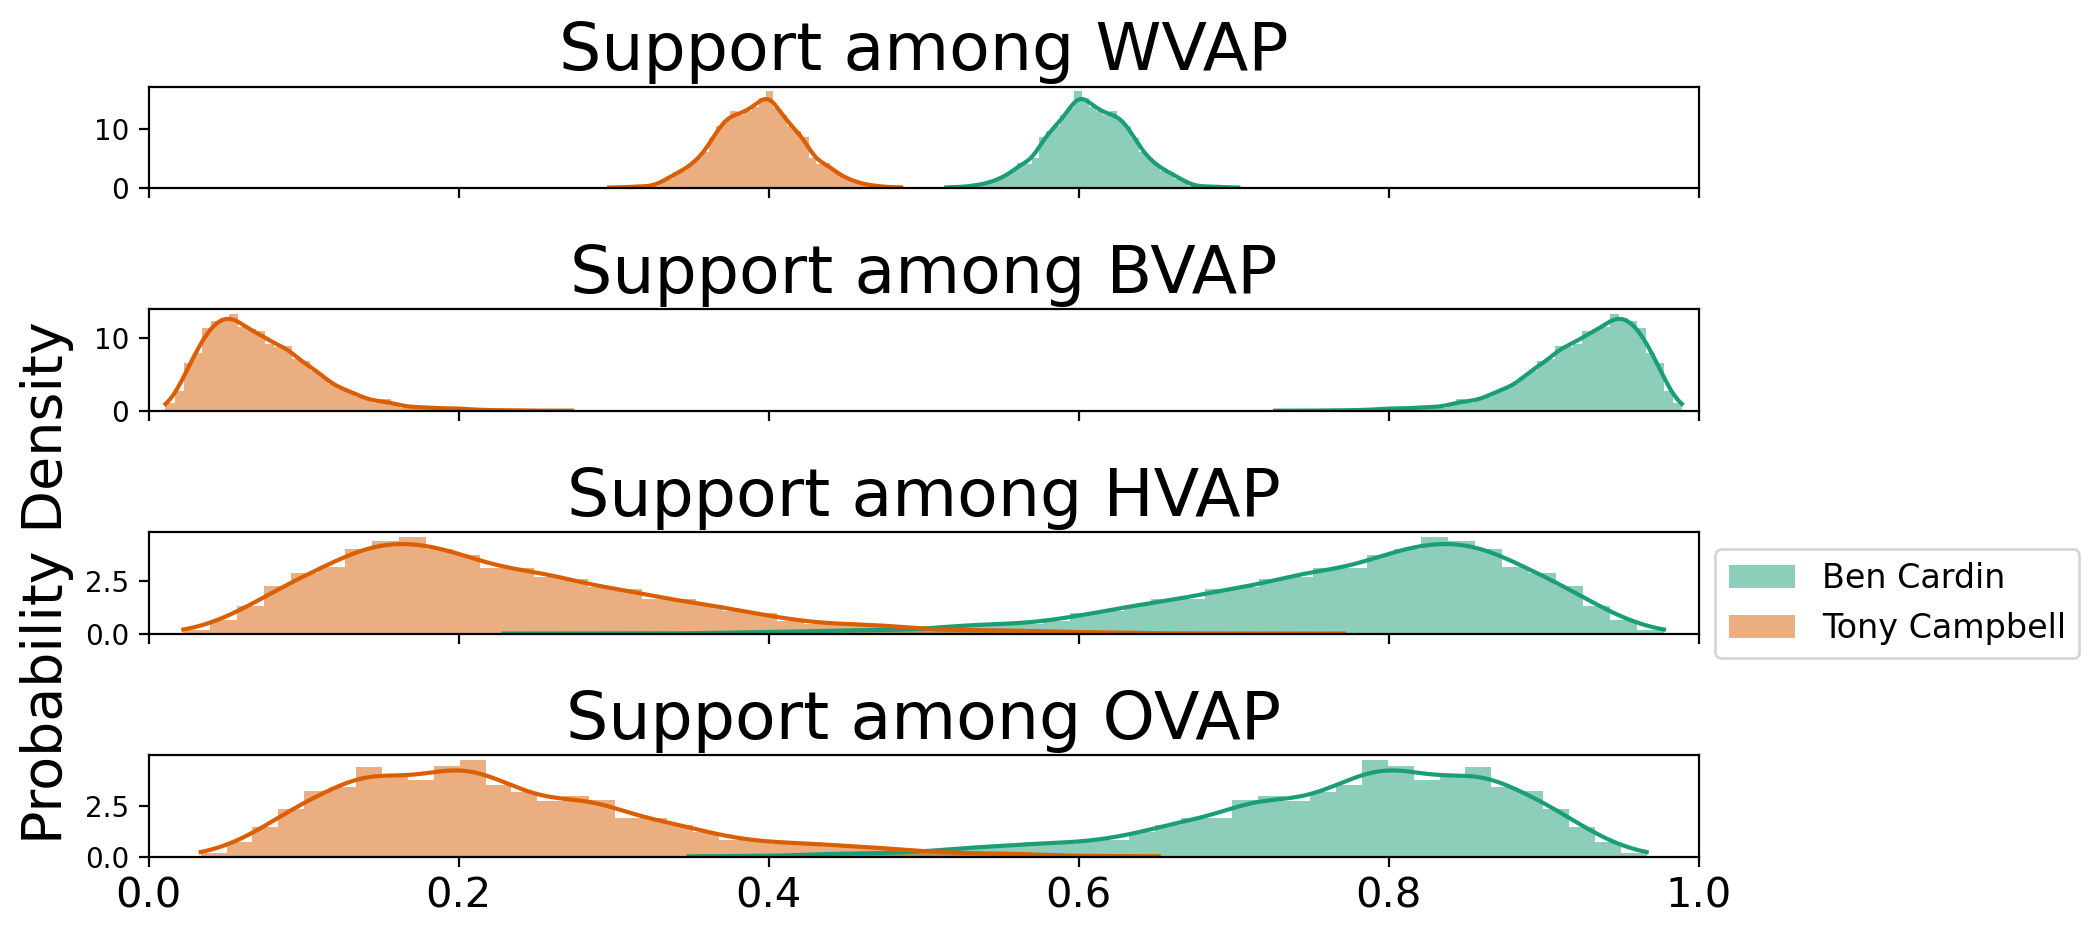 Support among WVAP
10
0
Support among BVAP
10
0
Probability Density
Support among HVAP
2.5
0.0
Ben Cardin
Tony Campbell
Support among OVAP
2.5
0.0
0.0 0.2 0.4 0.6 0.8 1.0